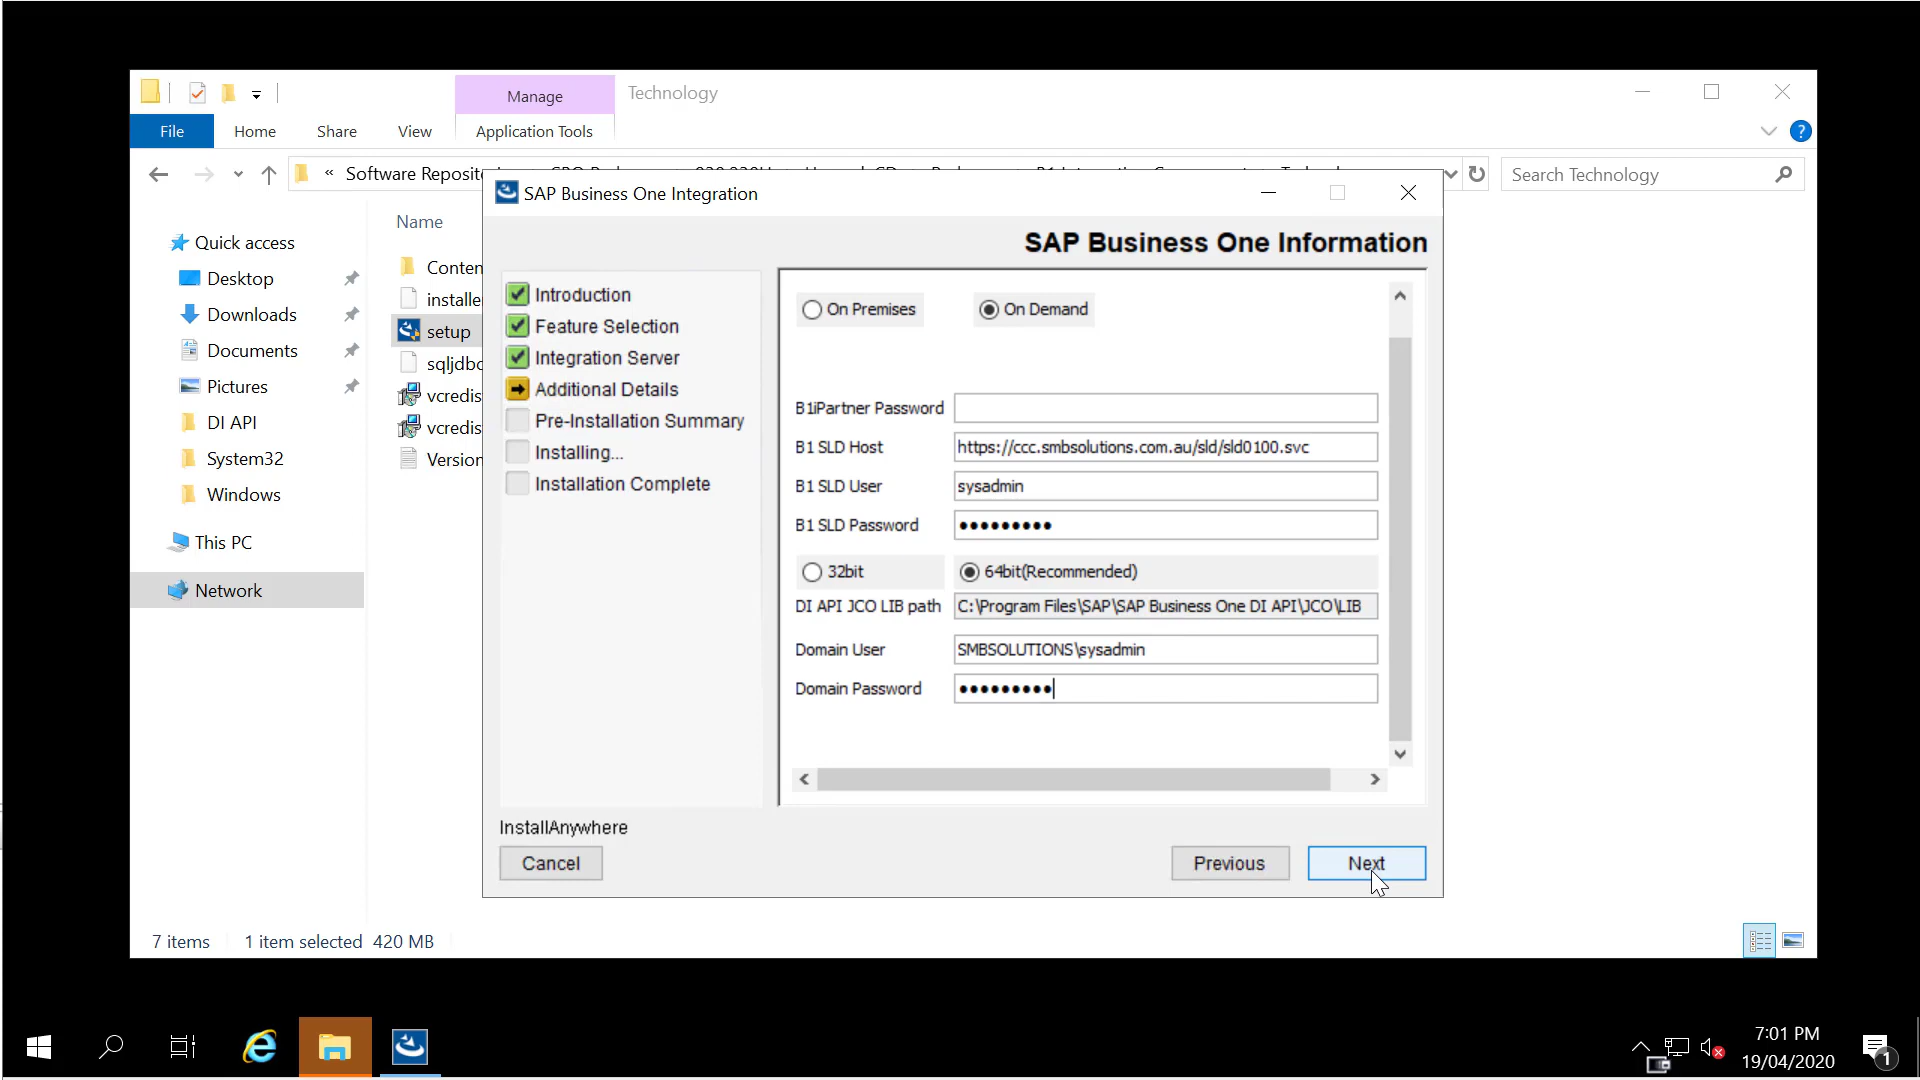 Manage
Technology
File
Home
Share
View
Application Tools
?
« Software Reposito
Search Technology
Name
Quick access
Desktop
Downloads
Documents
Pictures
DI API
System32
Windows
This PC
Network
Conten
installe
setup
sqljdbc
vcredis
vcredis
Version
SAP Business One Integration
SAP Business One Information
Introduction
Feature Selection
Integration Server
Additional Details
Pre-Installation Summary
Installing...
Installation Complete
On Premises
On Demand
B1iPartner Password
B1 SLD Host
https://ccc.smbsolutions.com.au/sld/sld0100.svc
B1 SLD User
sysadmin
B1 SLD Password
32bit
64bit(Recommended)
DI API JCO LIB path
C:\Program Files\SAP\SAP Business One DI API\JCO\LIB
Domain User
SMBSOLUTIONS\sysadmin
Domain Password
InstallAnywhere
Cancel
Previous
Next
7 items
1 item selected 420 MB
7:01 PM
19/04/2020
1